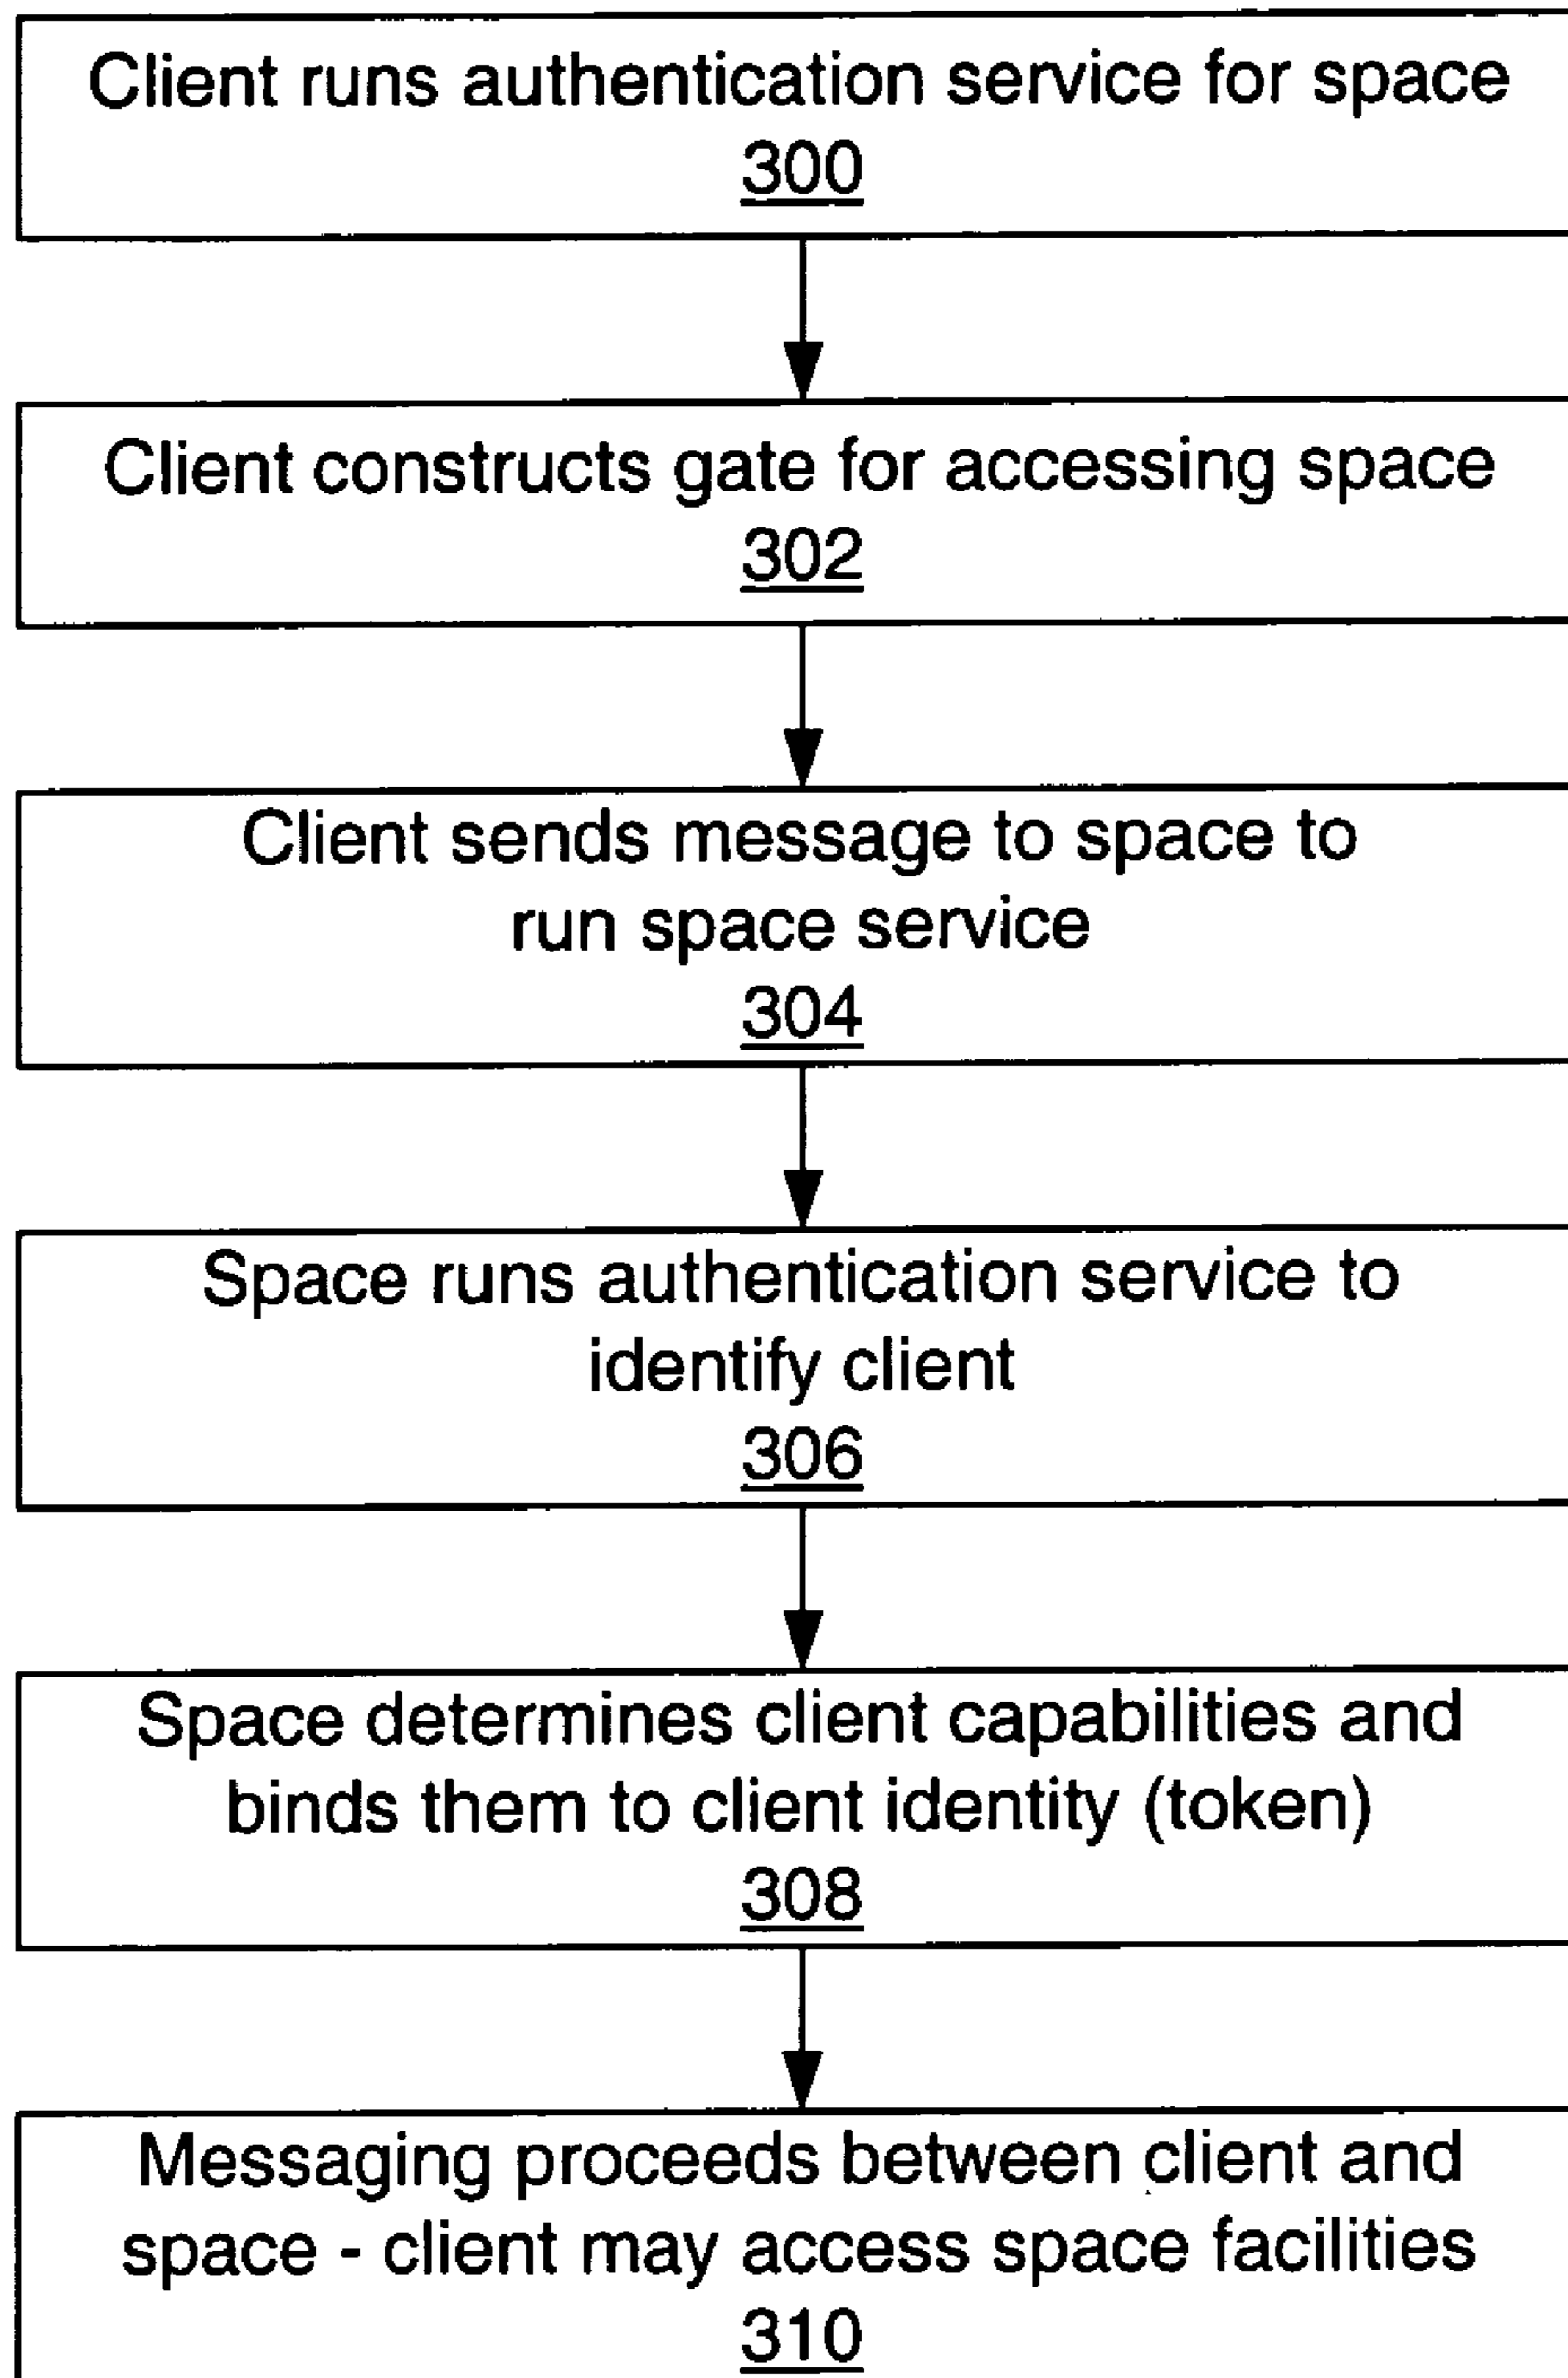 Client runs authentication service for space
300
Client constructs gate for accessing space
302
Client sends message to space to
run space service
304
Space runs authentication service to
identify client
306
Space determines client capabilities and
binds them to client identity (token)
308
Messaging proceeds between client and
space - client may access space facilities
310